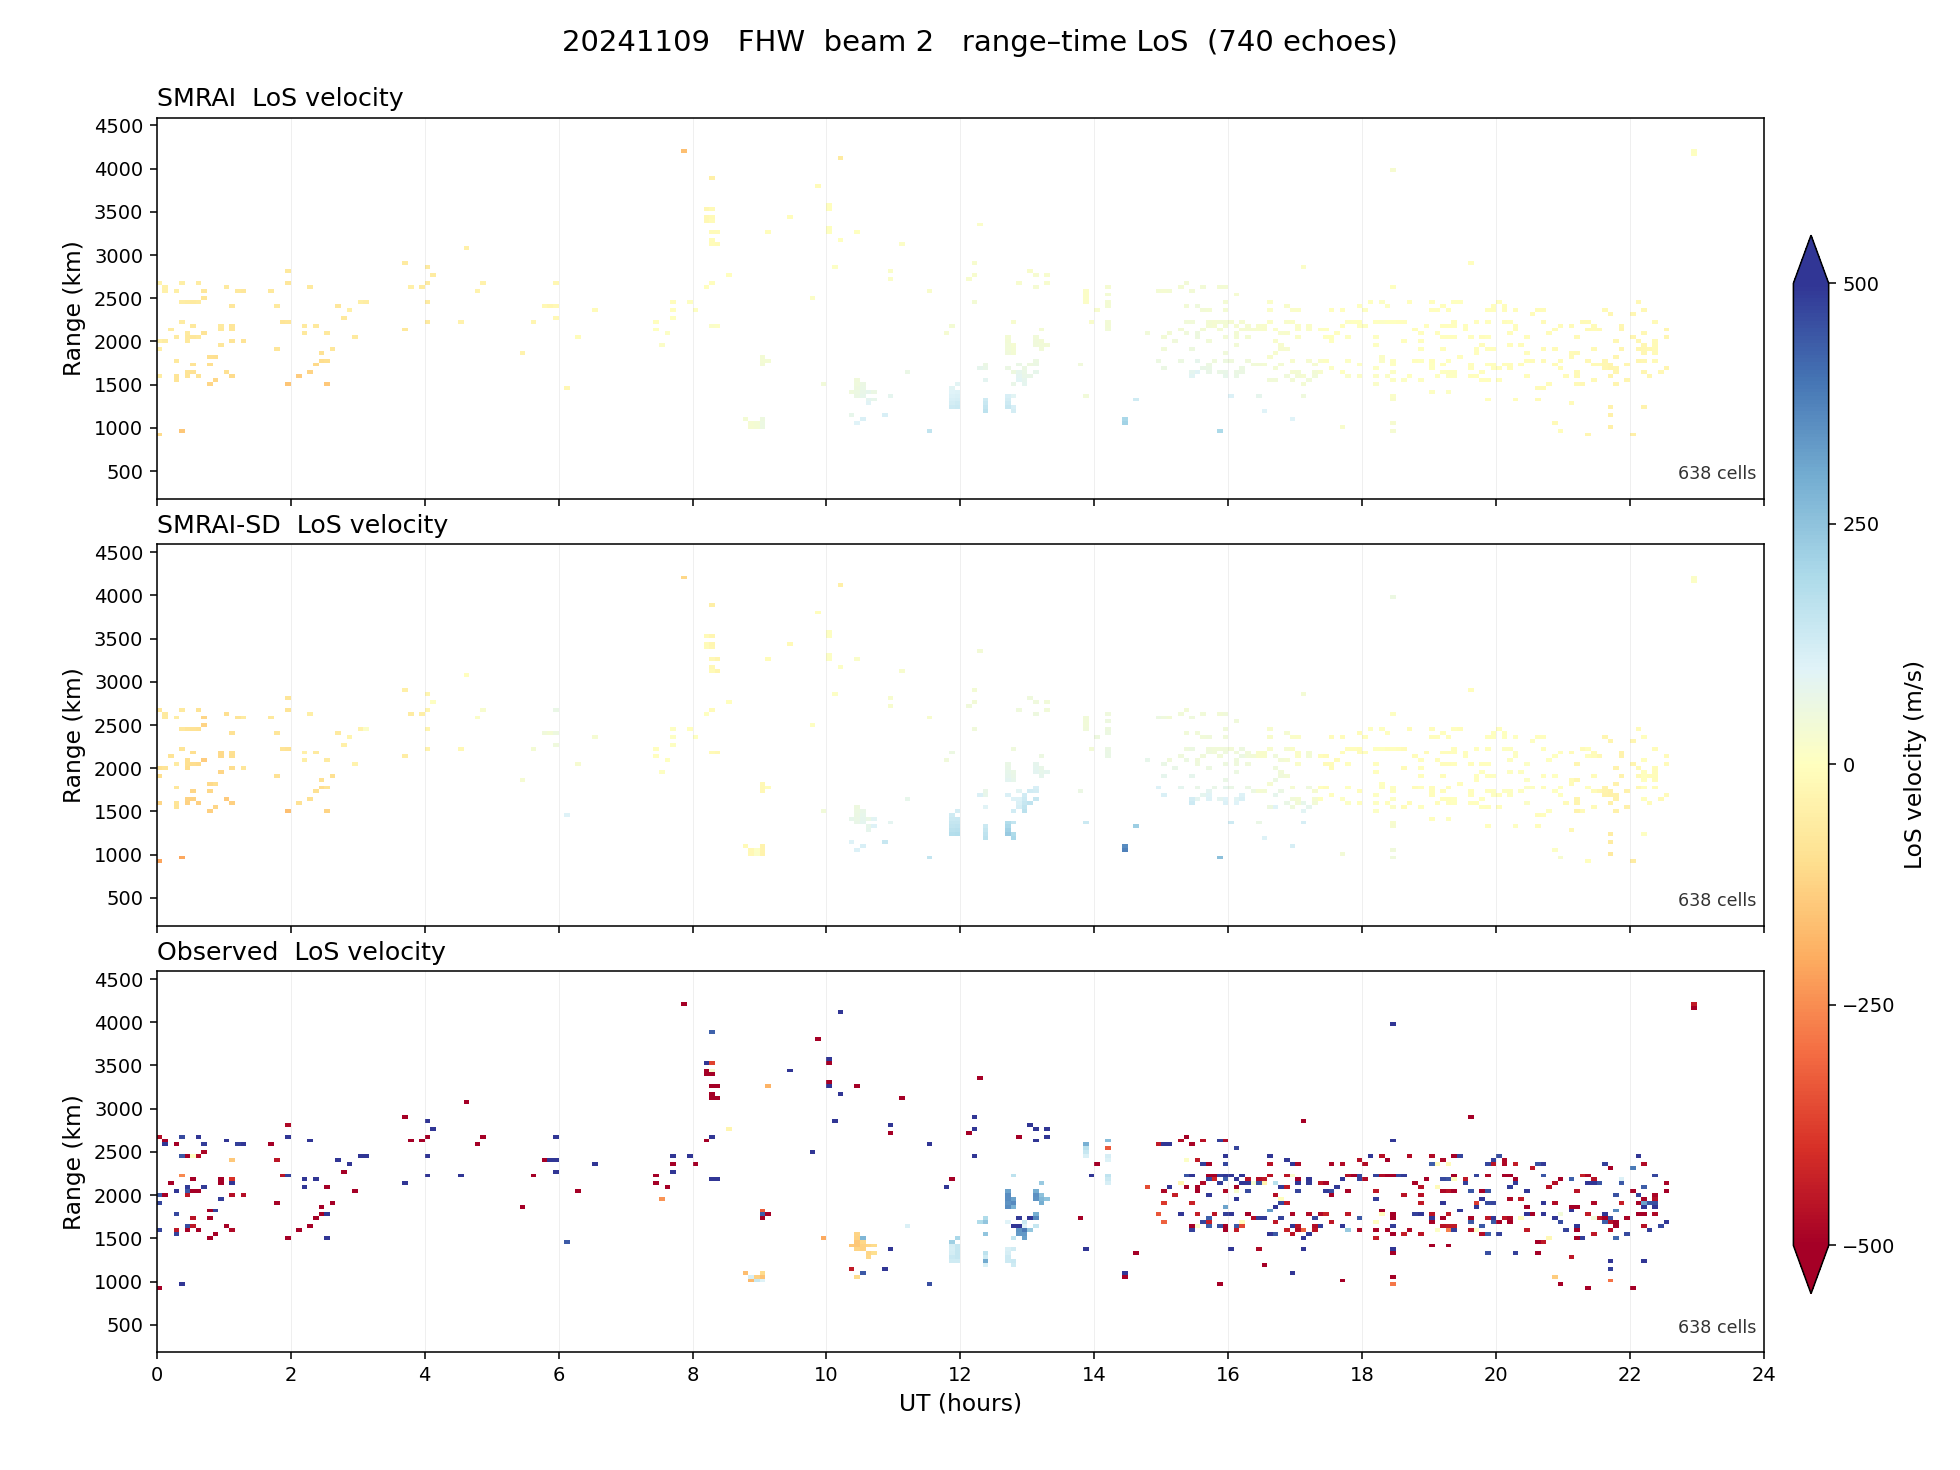 20241109   FHW  beam 2   range–time LoS  (740 echoes)
SMRAI  LoS velocity
4500
4000
3500
3000
2500
2000
1500
1000
500
Range (km)
638 cells
SMRAI-SD  LoS velocity
4500
4000
3500
3000
2500
2000
1500
1000
500
Range (km)
638 cells
Observed  LoS velocity
4500
4000
3500
3000
2500
2000
1500
1000
500
Range (km)
638 cells
0 2 4 6 8 10 12 14 16 18 20 22 24
UT (hours)
500
250
0
−250
−500
LoS velocity (m/s)